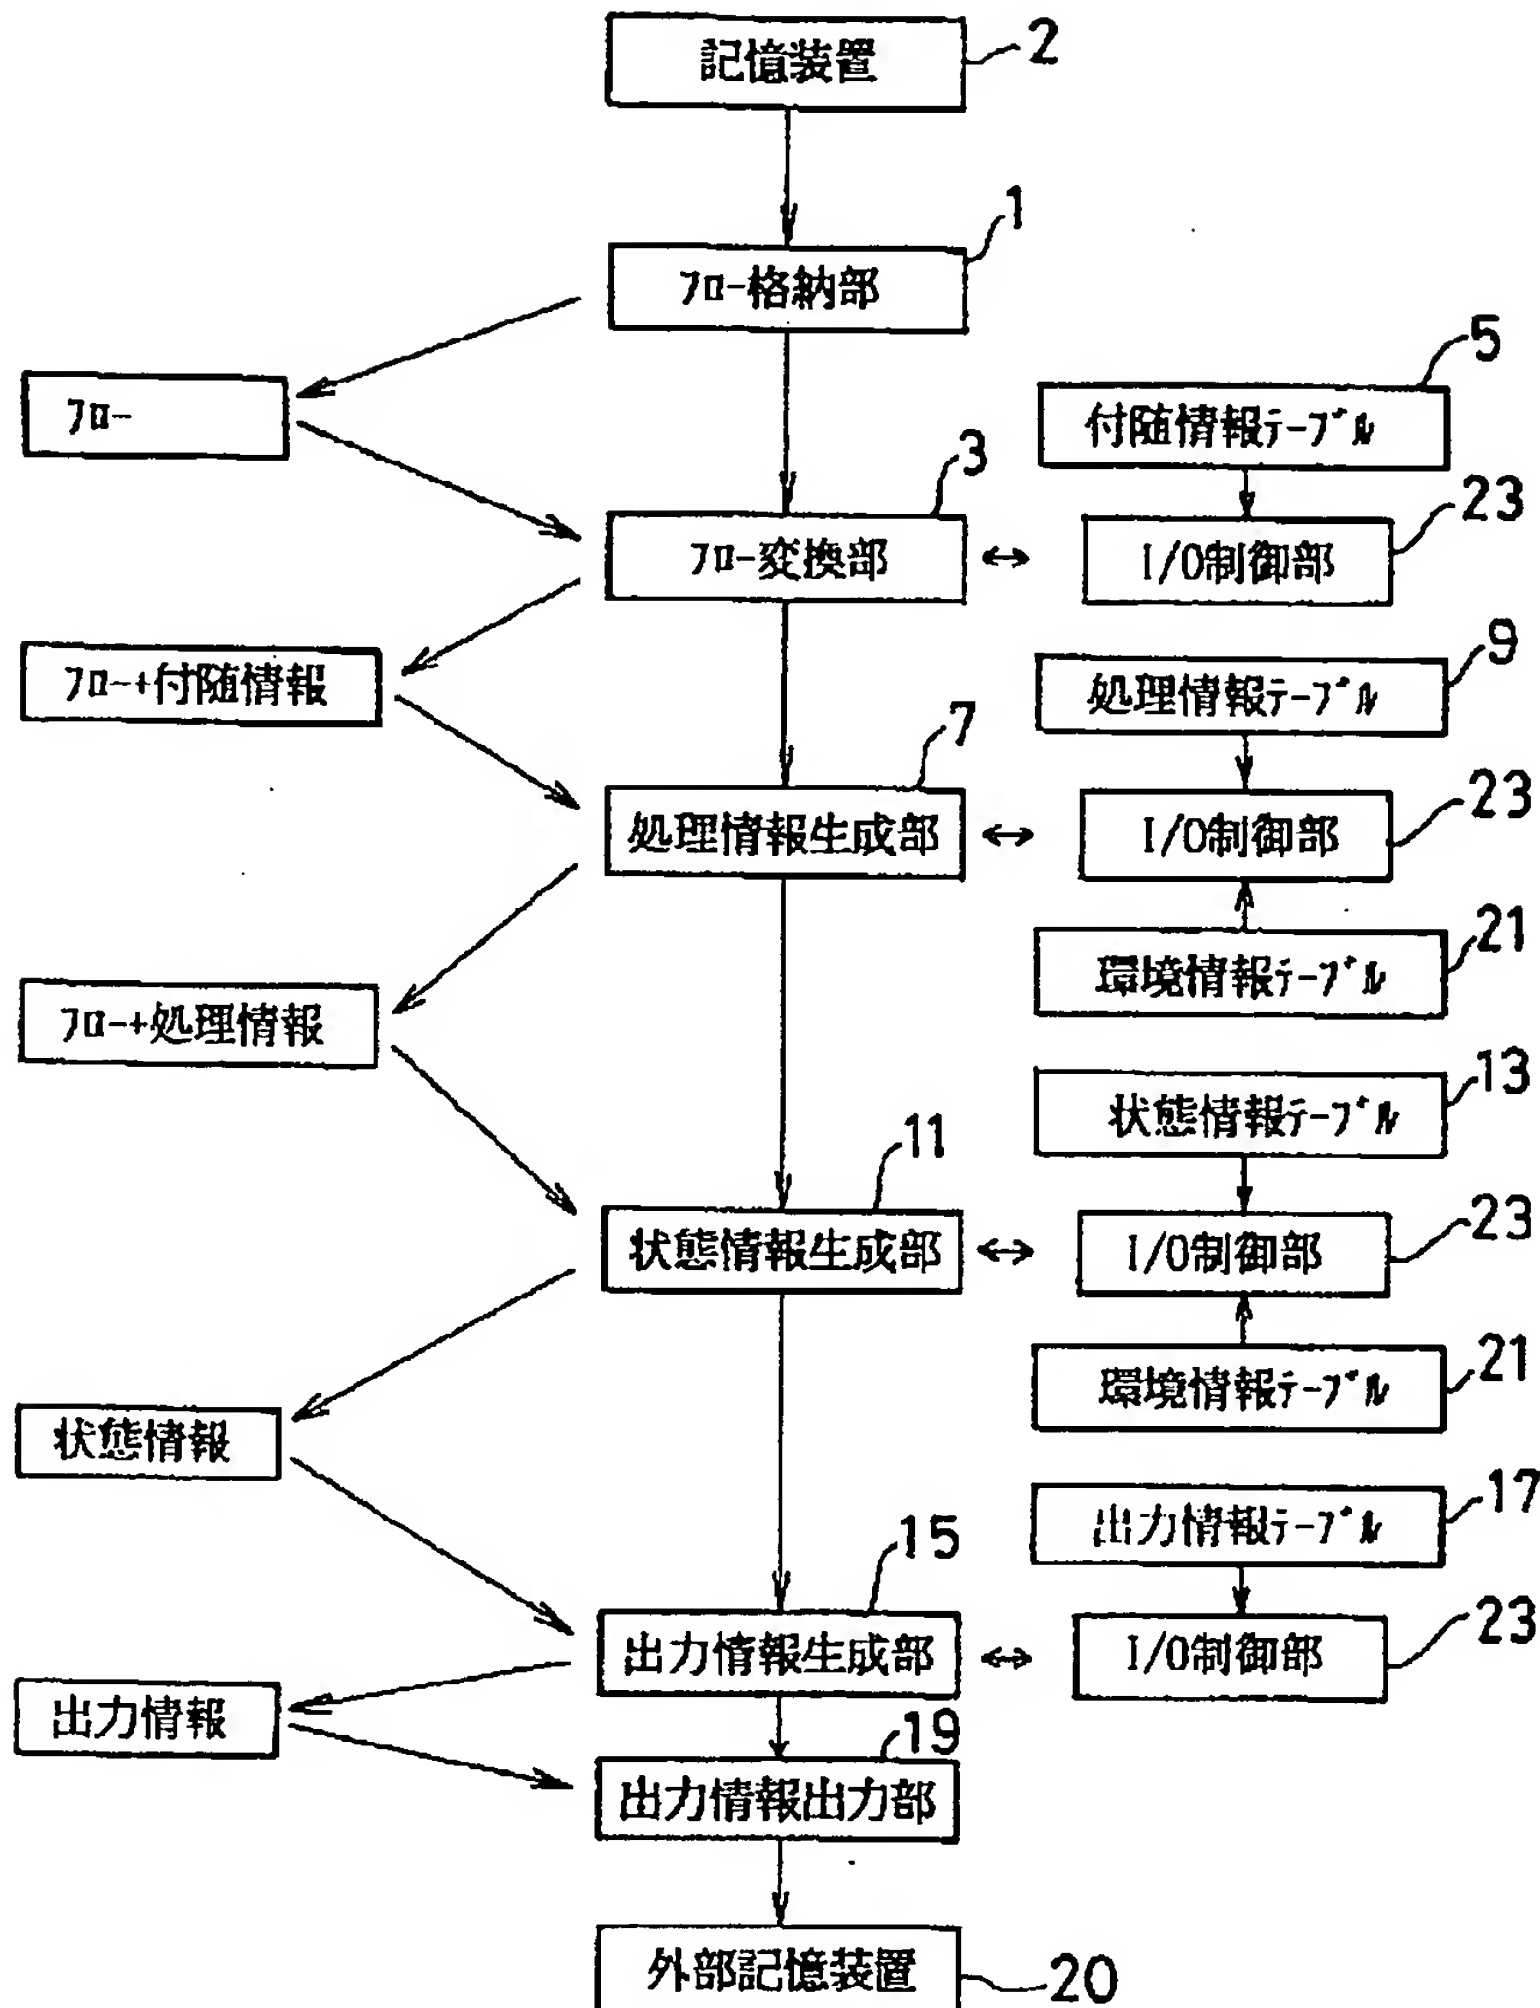 記憶装置
2
1
ﾌﾛｰ格納部
5
ﾌﾛｰ
付随情報ﾃｰﾌﾞﾙ
3
23
ﾌﾛｰ変換部
I/O制御部
9
ﾌﾛｰ+付随情報
処理情報ﾃｰﾌﾞﾙ
7
23
処理情報生成部
I/O制御部
21
環境情報ﾃｰﾌﾞﾙ
ﾌﾛｰ+処理情報
13
状態情報ﾃｰﾌﾞﾙ
11
23
状態情報生成部
I/O制御部
21
環境情報ﾃｰﾌﾞﾙ
状態情報
17
出力情報ﾃｰﾌﾞﾙ
15
23
出力情報生成部
I/O制御部
出力情報
19
出力情報出力部
外部記憶装置
20